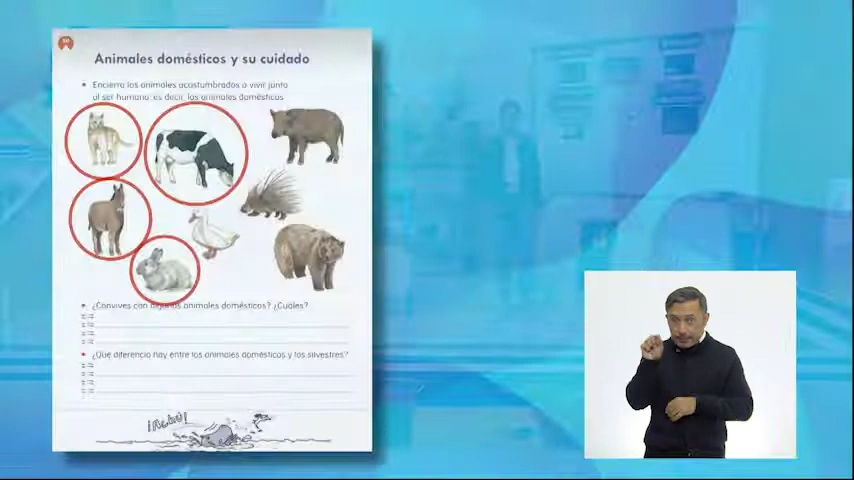 Animales domésticos y su cuidado
• Encierra los animales acostumbrados a vivir junto
al ser humano; es decir, los animales domésticos
• ¿Convives con algunos animales domésticos? ¿Cuáles?
• ¿Qué diferencia hay entre los animales domésticos y los silvestres?